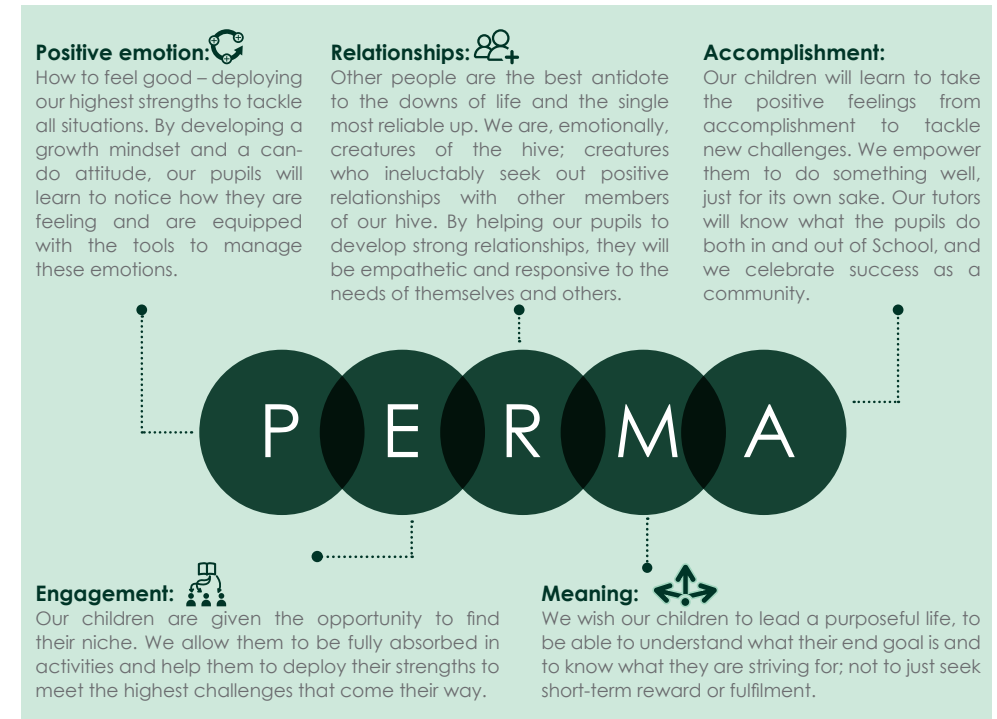 Positive emotion:
How to feel good – deploying
our highest strengths to tackle
all situations. By developing a
growth mindset and a can-
do attitude, our pupils will
learn to notice how they are
feeling and are equipped
with the tools to manage
these emotions.
Relationships:
Other people are the best antidote
to the downs of life and the single
most reliable up. We are, emotionally,
creatures of the hive; creatures
who ineluctably seek out positive
relationships with other members
of our hive. By helping our pupils to
develop strong relationships, they will
be empathetic and responsive to the
needs of themselves and others.
Accomplishment:
Our children will learn to take
the positive feelings from
accomplishment to tackle
new challenges. We empower
them to do something well,
just for its own sake. Our tutors
will know what the pupils do
both in and out of School, and
we celebrate success as a
community.
P E R M A
Engagement:
Our children are given the opportunity to find
their niche. We allow them to be fully absorbed in
activities and help them to deploy their strengths to
meet the highest challenges that come their way.
Meaning:
We wish our children to lead a purposeful life, to
be able to understand what their end goal is and
to know what they are striving for; not to just seek
short-term reward or fulfilment.